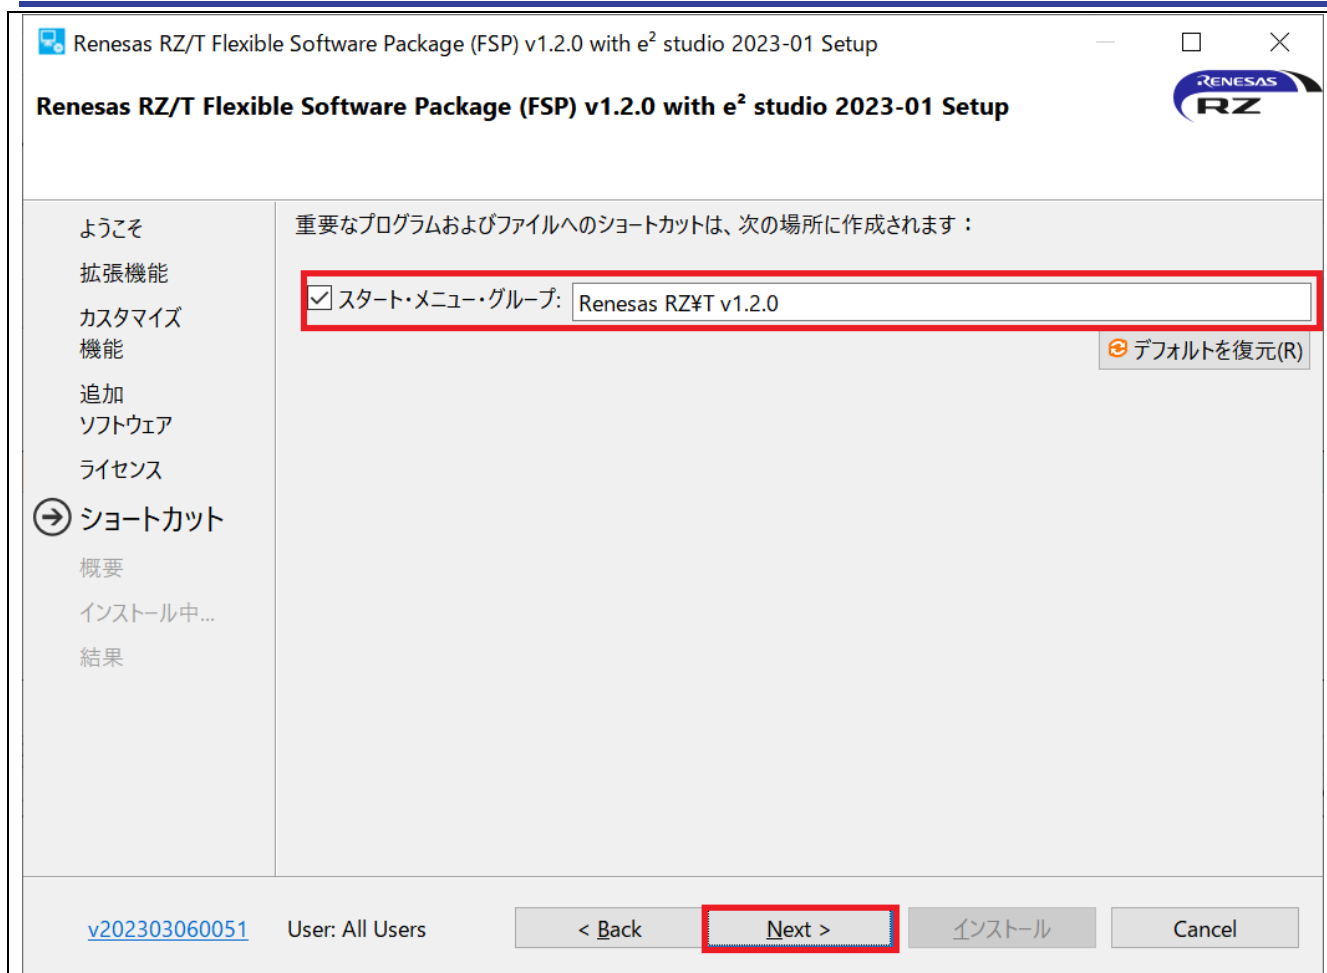 Renesas RZ/T Flexible Software Package (FSP) v1.2.0 with e² studio 2023-01 Setup
Renesas RZ/T Flexible Software Package (FSP) v1.2.0 with e² studio 2023-01 Setup
RENESAS
RZ
ようこそ
拡張機能
カスタマイズ
機能
追加
ソフトウェア
ライセンス
ショートカット
概要
インストール中...
結果
重要なプログラムおよびファイルへのショートカットは、次の場所に作成されます：
スタート・メニュー・グループ: Renesas RZ¥T v1.2.0
デフォルトを復元(R)
v202303060051 User: All Users < Back Next > インストール Cancel